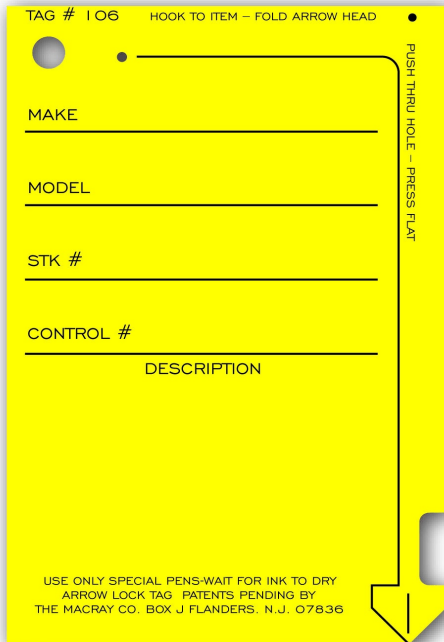 TAG # 106 HOOK TO ITEM – FOLD ARROW HEAD
PUSH THRU HOLE – PRESS FLAT
MAKE
MODEL
STK #
CONTROL #
DESCRIPTION
USE ONLY SPECIAL PENS-WAIT FOR INK TO DRY
ARROW LOCK TAG PATENTS PENDING BY
THE MACRAY CO. BOX J FLANDERS. N.J. 07836